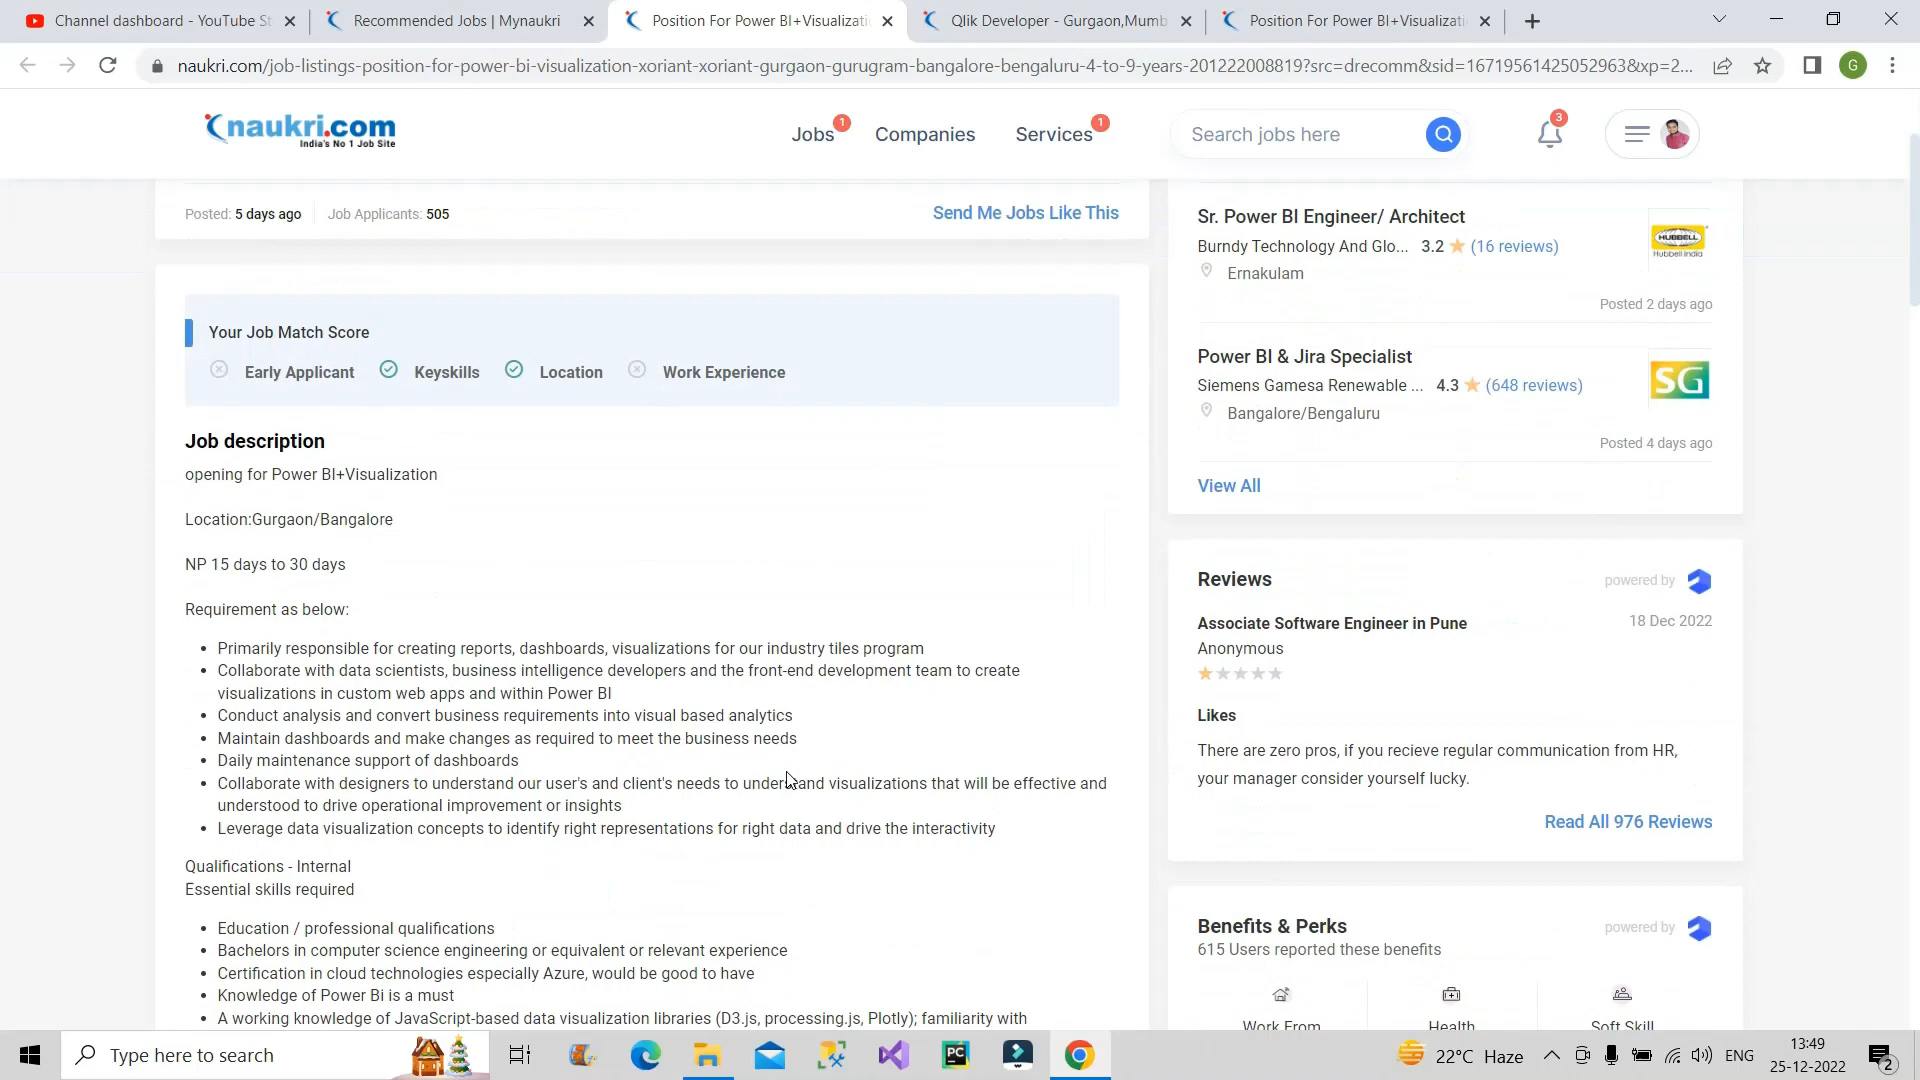 Channel dashboard - YouTube St
Recommended Jobs | Mynaukri
Position For Power BI+Visualizati
Qlik Developer - Gurgaon,Mumb
Position For Power BI+Visualizati
naukri.com/job-listings-position-for-power-bi-visualization-xoriant-xoriant-gurgaon-gurugram-bangalore-bengaluru-4-to-9-years-201222008819?src=drecomm&sid=16719561425052963&xp=2...
G
naukri.com
India's No 1 Job Site
Jobs 1
Companies
Services 1
Search jobs here
3
Posted: 5 days ago
Job Applicants: 505
Send Me Jobs Like This
Your Job Match Score
Early Applicant
Keyskills
Location
Work Experience
Job description
opening for Power BI+Visualization
Location:Gurgaon/Bangalore
NP 15 days to 30 days
Requirement as below:
• Primarily responsible for creating reports, dashboards, visualizations for our industry tiles program
• Collaborate with data scientists, business intelligence developers and the front-end development team to create
visualizations in custom web apps and within Power BI
• Conduct analysis and convert business requirements into visual based analytics
• Maintain dashboards and make changes as required to meet the business needs
• Daily maintenance support of dashboards
• Collaborate with designers to understand our user's and client's needs to understand visualizations that will be effective and
understood to drive operational improvement or insights
• Leverage data visualization concepts to identify right representations for right data and drive the interactivity
Qualifications - Internal
Essential skills required
• Education / professional qualifications
• Bachelors in computer science engineering or equivalent or relevant experience
• Certification in cloud technologies especially Azure, would be good to have
• Knowledge of Power Bi is a must
• A working knowledge of JavaScript-based data visualization libraries (D3.js, processing.js, Plotly); familiarity with
Sr. Power BI Engineer/ Architect
Burndy Technology And Glo... 3.2 (16 reviews)
Ernakulam
HUBBELL
Hubbell India
Posted 2 days ago
Power BI & Jira Specialist
Siemens Gamesa Renewable ... 4.3 (648 reviews)
Bangalore/Bengaluru
SG
Posted 4 days ago
View All
Reviews
powered by
Associate Software Engineer in Pune
18 Dec 2022
Anonymous
Likes
There are zero pros, if you recieve regular communication from HR,
your manager consider yourself lucky.
Read All 976 Reviews
Benefits & Perks
powered by
615 Users reported these benefits
Work From
Health
Soft Skill
Type here to search
PC
22°C Haze
ENG
13:49
25-12-2022
2